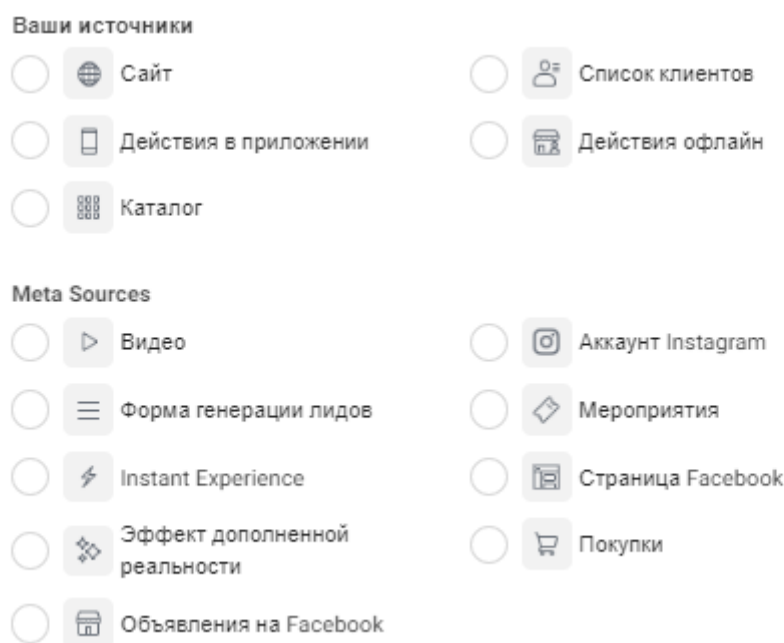 Ваши источники
Сайт
Список клиентов
Действия в приложении
Действия офлайн
Каталог
Meta Sources
Видео
Аккаунт Instagram
Форма генерации лидов
Мероприятия
Instant Experience
Страница Facebook
Эффект дополненной
реальности
Покупки
Объявления на Facebook